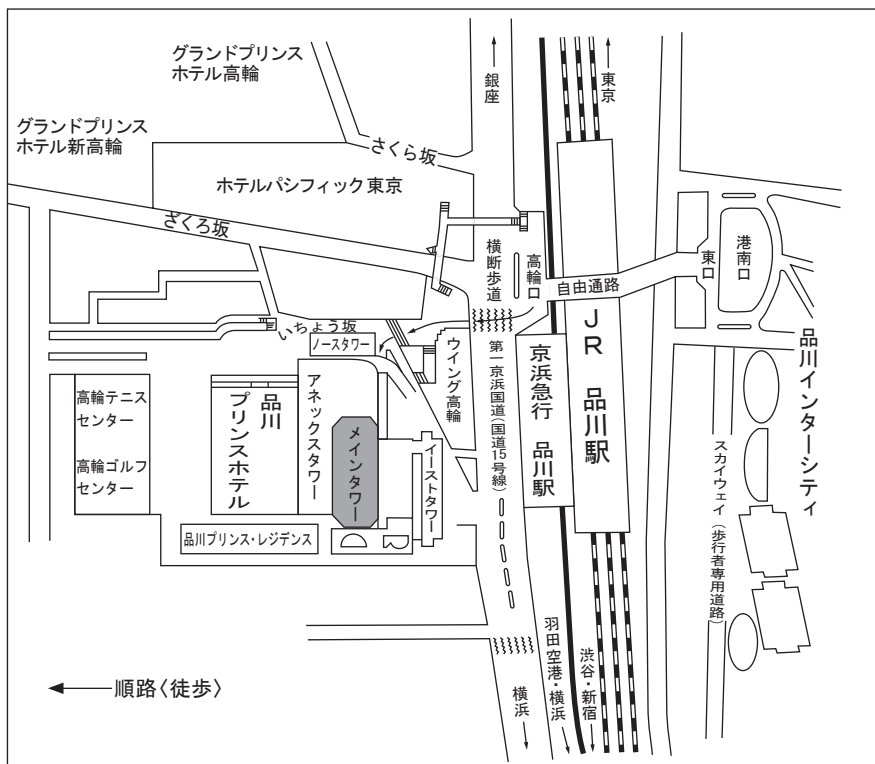 グランドプリンス
ホテル高輪
グランドプリンス
ホテル新高輪
さくら坂
ホテルパシフィック東京
ざくろ坂
銀座
東京
横断歩道
高輪口
自由通路
東口
港南口
いちょう坂
ノースタワー
ウイング高輪
第一京浜国道(国道15号線)
京浜急行 品川駅
JR 品川駅
品川インターシティ
スカイウェイ(歩行者専用道路)
高輪テニス
センター
高輪ゴルフ
センター
品川
プリンスホテル
アネックスタワー
メインタワー
イーストタワー
品川プリンス・レジデンス
羽田空港・横浜
渋谷・新宿
横浜
順路〈徒歩〉